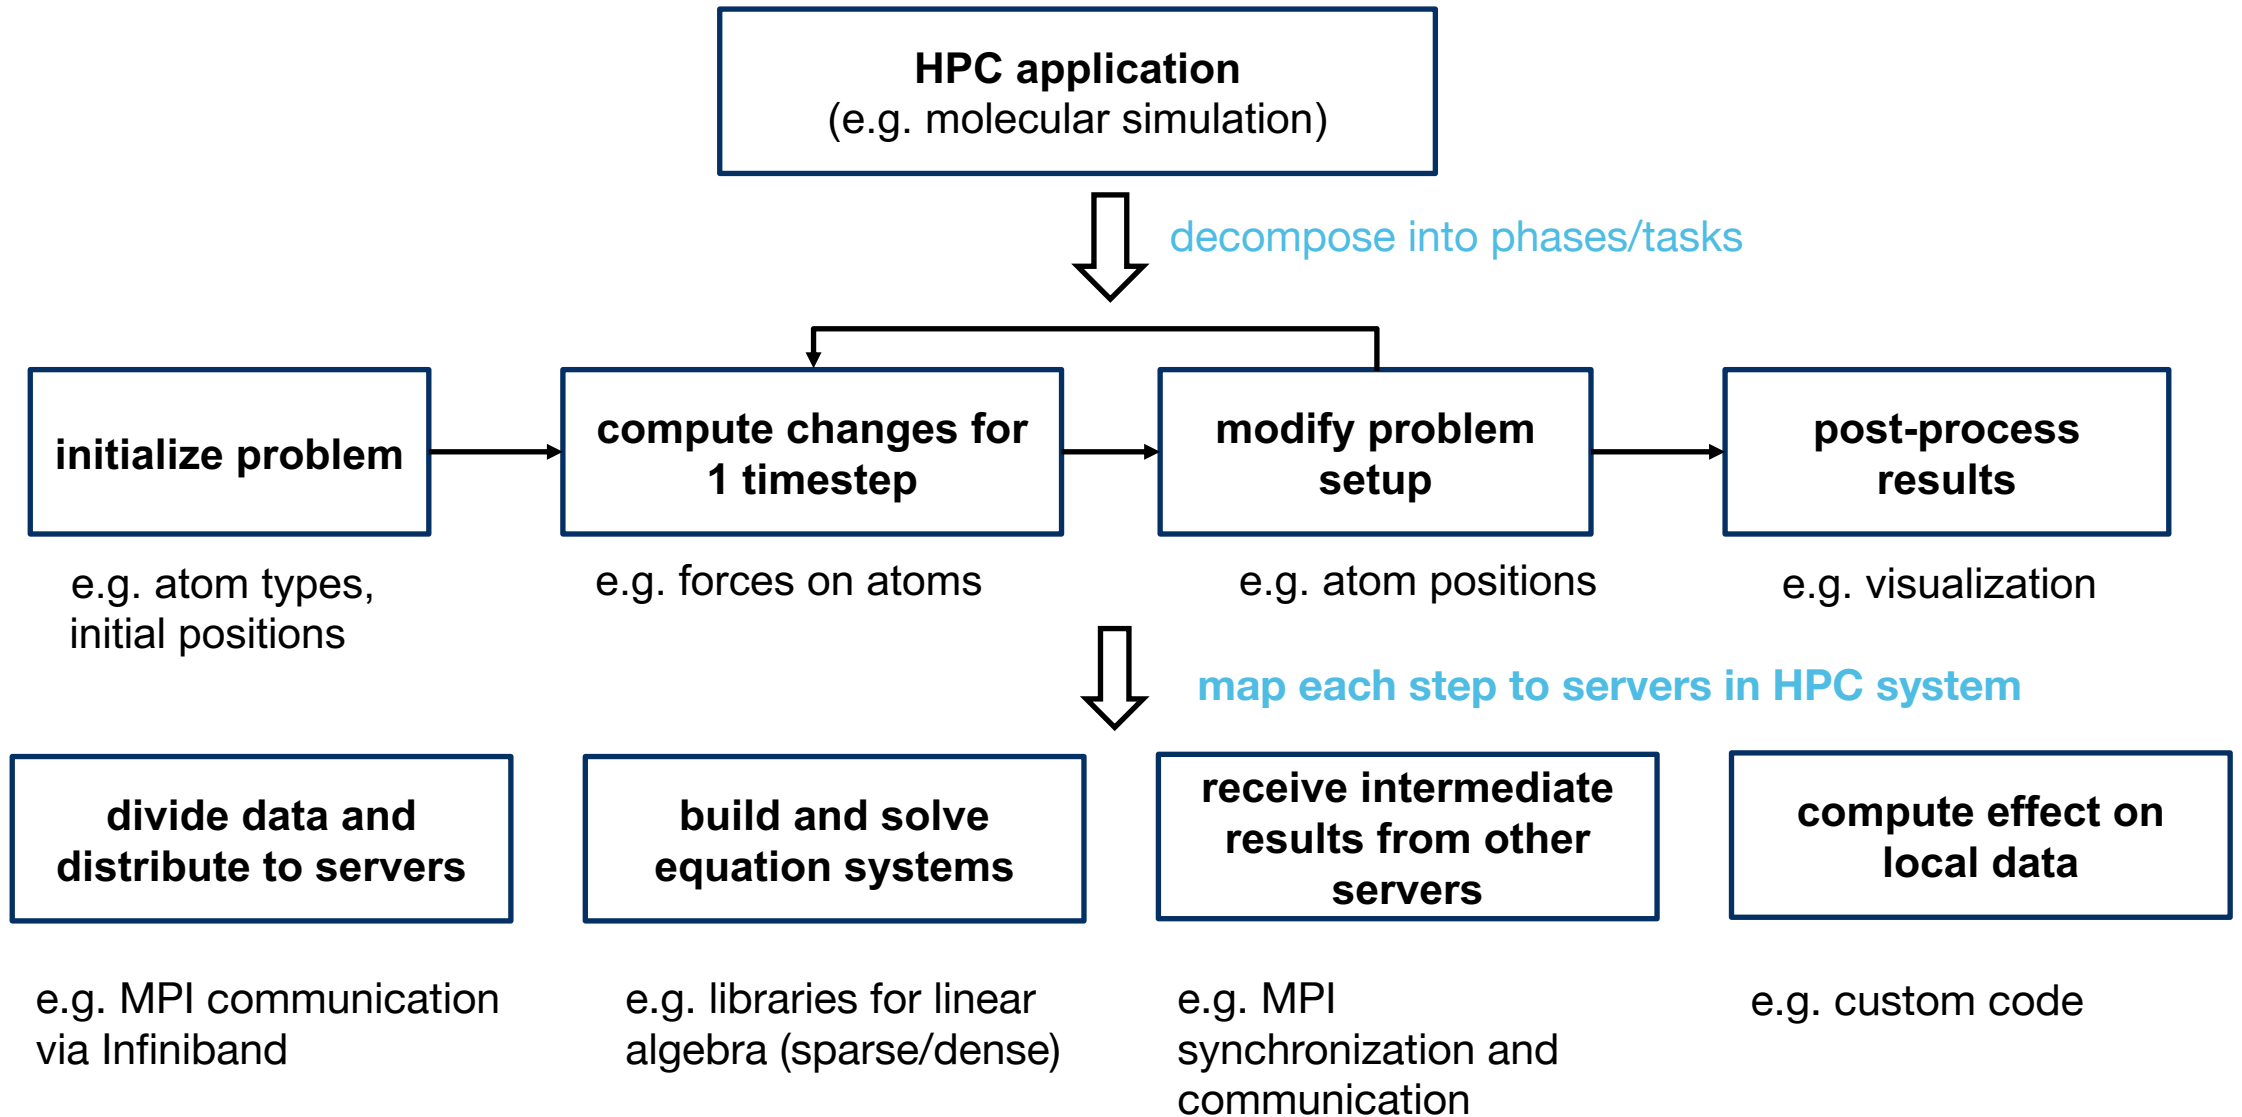 HPC application
(e.g. molecular simulation)
decompose into phases/tasks
initialize problem
compute changes for
1 timestep
modify problem
setup
post-process
results
e.g. atom types,
initial positions
e.g. forces on atoms
e.g. atom positions
e.g. visualization
map each step to servers in HPC system
divide data and
distribute to servers
build and solve
equation systems
receive intermediate
results from other
servers
compute effect on
local data
e.g. MPI communication
via Infiniband
e.g. libraries for linear
algebra (sparse/dense)
e.g. MPI
synchronization and
communication
e.g. custom code